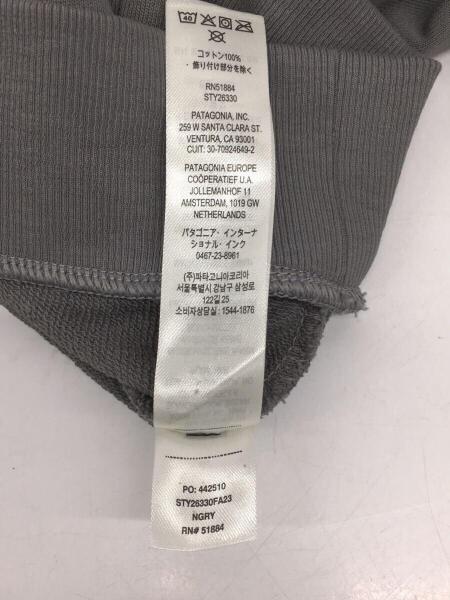 40
コットン100%
・飾り付け部分を除く
RN51884
STY26330
PATAGONIA, INC.
259 W SANTA CLARA ST.
VENTURA, CA 93001
CUIT: 30-70924649-2
PATAGONIA EUROPE
COÖPERATIEF U.A.
JOLLEMANHOF 11
AMSTERDAM, 1019 GW
NETHERLANDS
パタゴニア・インターナ
ショナル・インク
0467-23-8961
(주)파타고니아코리아
서울특별시 강남구 삼성로
122길 25
소비자상담실 : 1544-1876
PO: 442510
STY26330FA23
NGRY
RN# 51884